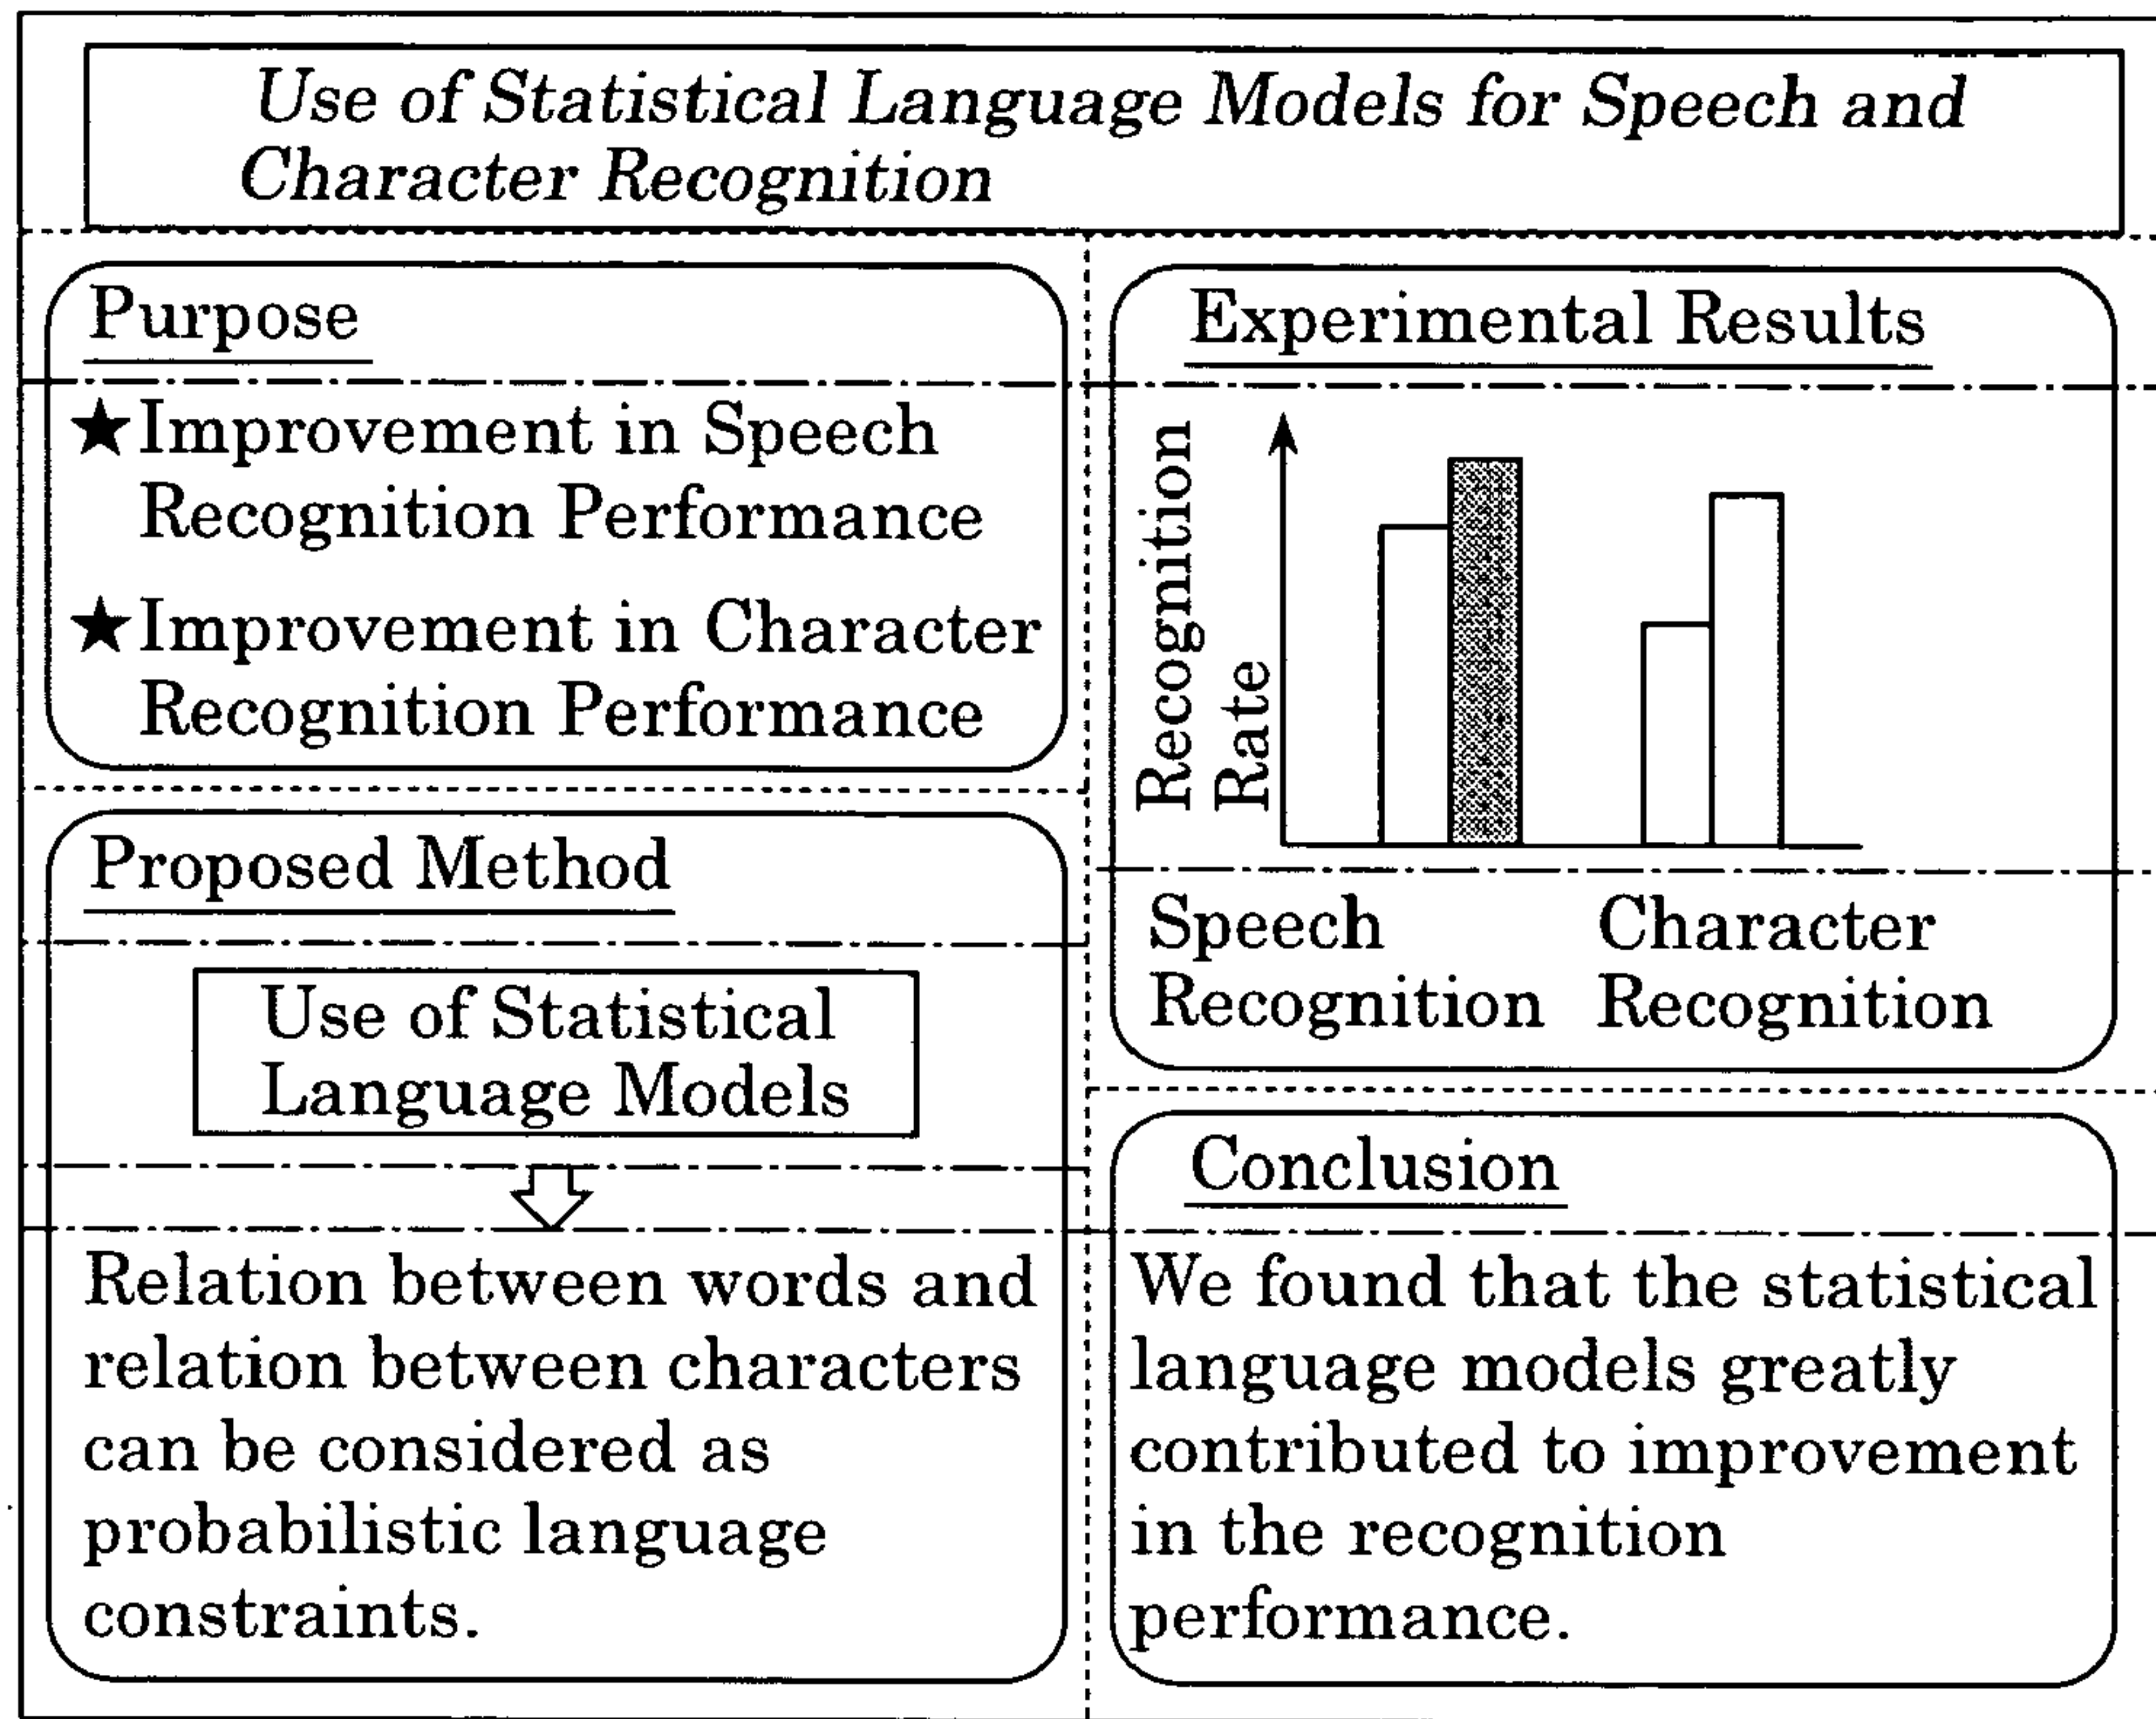 Use of Statistical Language Models for Speech and
Character Recognition
Purpose
★Improvement in Speech
Recognition Performance
★Improvement in Character
Recognition Performance
Proposed Method
Use of Statistical
Language Models
Relation between words and
relation between characters
can be considered as
probabilistic language
constraints.
Experimental Results
Recognition
Rate
Speech
Recognition
Character
Recognition
Conclusion
We found that the statistical
language models greatly
contributed to improvement
in the recognition
performance.